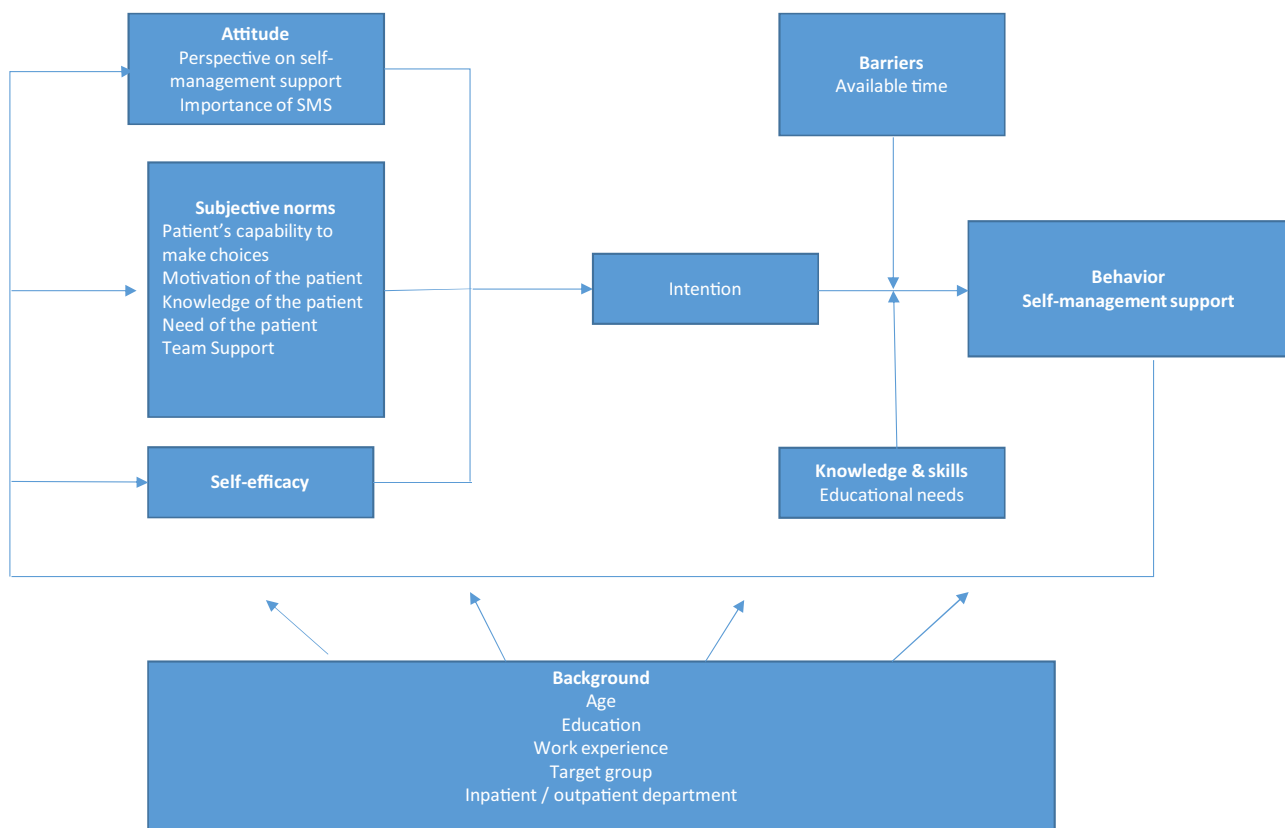 Attitude
Perspective on self-
management support
Importance of SMS
Barriers
Available time
Subjective norms
Patient's capability to
make choices
Motivation of the patient
Knowledge of the patient
Need of the patient
Team Support
Intention
Behavior
Self-management support
Self-efficacy
Knowledge & skills
Educational needs
Background
Age
Education
Work experience
Target group
Inpatient / outpatient department